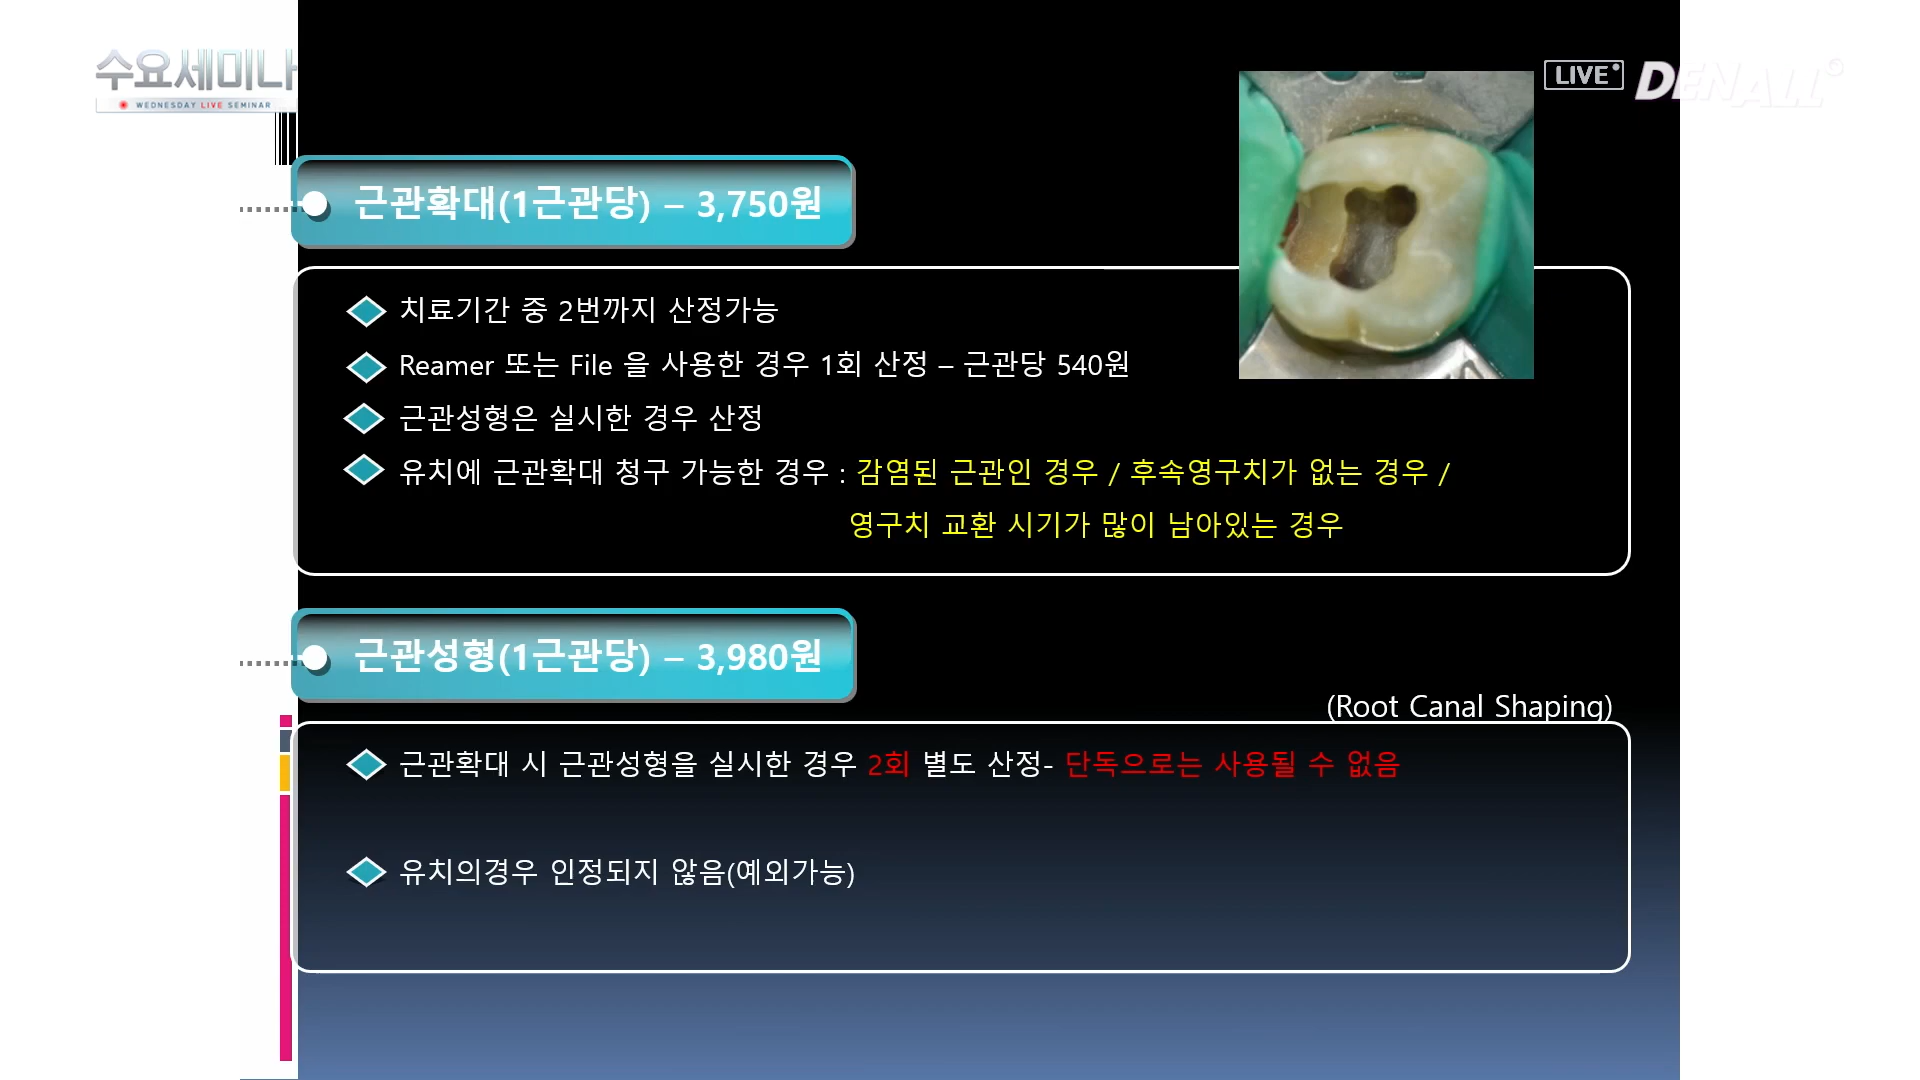 수요세미나
WEDNESDAY LIVE SEMINAR
LIVE
DENALL
근관확대(1근관당) – 3,750원
치료기간 중 2번까지 산정가능
Reamer 또는 File 을 사용한 경우 1회 산정 – 근관당 540원
근관성형은 실시한 경우 산정
유치에 근관확대 청구 가능한 경우 : 감염된 근관인 경우 / 후속영구치가 없는 경우 /
영구치 교환 시기가 많이 남아있는 경우
근관성형(1근관당) – 3,980원
(Root Canal Shaping)
근관확대 시 근관성형을 실시한 경우 2회 별도 산정- 단독으로는 사용될 수 없음
유치의경우 인정되지 않음(예외가능)